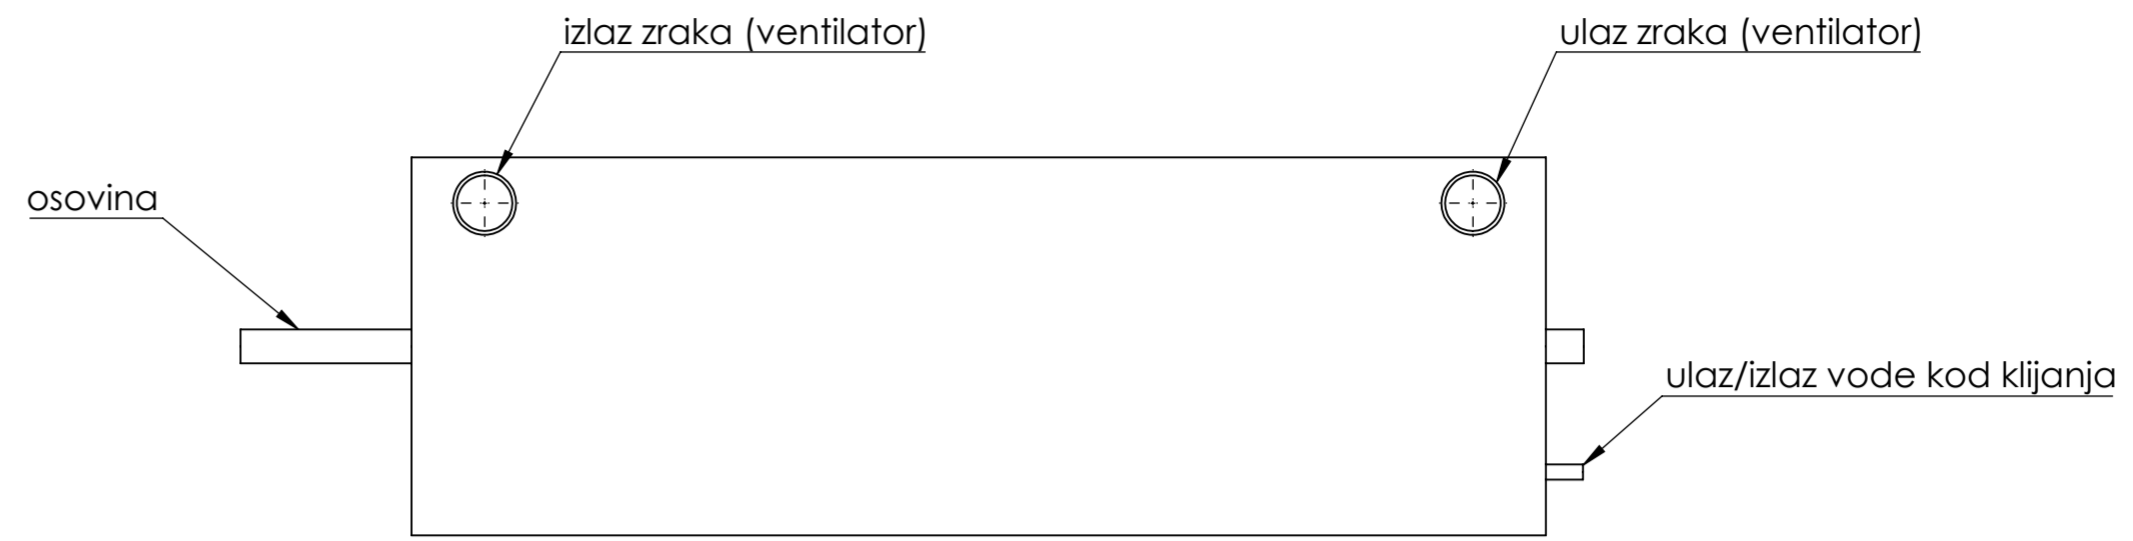 izlaz zraka (ventilator)
ulaz zraka (ventilator)
osovina
ulaz/izlaz vode kod klijanja